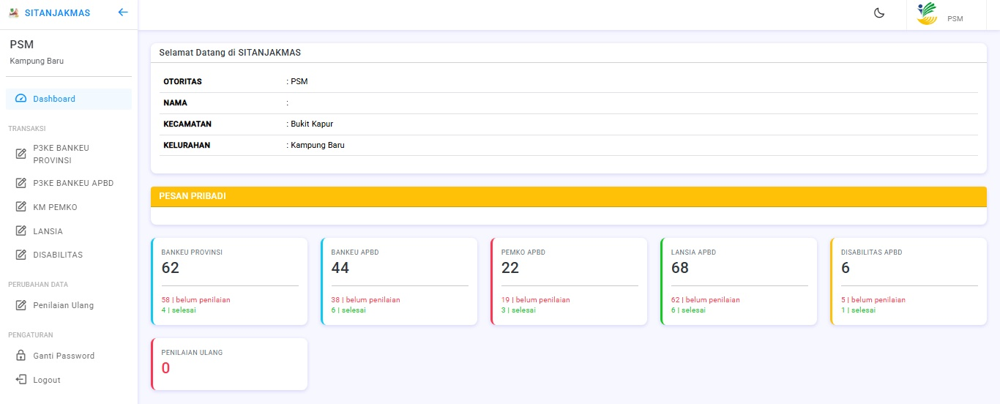 SITANJAKMAS
PSM
PSM
Kampung Baru
Dashboard
TRANSAKSI
P3KE BANKEU
PROVINSI
P3KE BANKEU APBD
KM PEMKO
LANSIA
DISABILITAS
PERUBAHAN DATA
Penilaian Ulang
PENGATURAN
Ganti Password
Logout
Selamat Datang di SITANJAKMAS
OTORITAS : PSM
NAMA :
KECAMATAN : Bukit Kapur
KELURAHAN : Kampung Baru
PESAN PRIBADI
BANKEU PROVINSI
62
58 | belum penilaian
4 | selesai
BANKEU APBD
44
38 | belum penilaian
6 | selesai
PEMKO APBD
22
19 | belum penilaian
3 | selesai
LANSIA APBD
68
62 | belum penilaian
6 | selesai
DISABILITAS APBD
6
5 | belum penilaian
1 | selesai
PENILAIAN ULANG
0